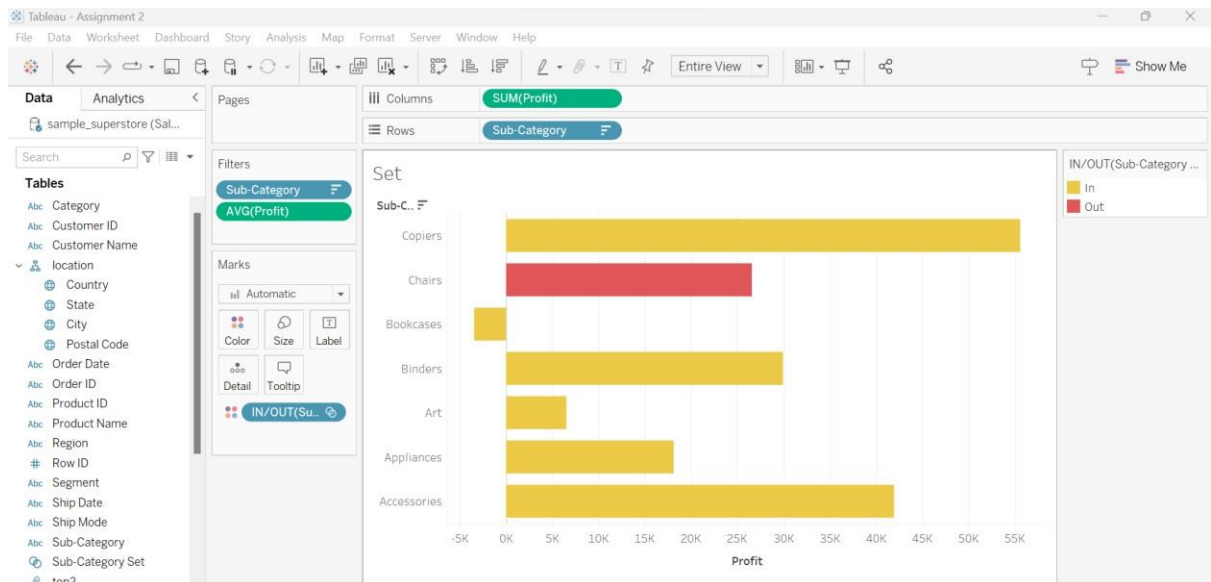 Tableau - Assignment 2
File Data Worksheet Dashboard Story Analysis Map Format Server Window Help
Entire View
Show Me
Data Analytics
Pages
Columns
SUM(Profit)
sample_superstore (Sal...
Rows
Sub-Category
Search
Filters
Set
IN/OUT(Sub-Category ...
Tables
Sub-Category
In
Abc Category
AVG(Profit)
Sub-C..
Out
Abc Customer ID
Copiers
Abc Customer Name
location
Marks
Country
Automatic
Chairs
State
City
Bookcases
Postal Code
Color Size Label
Abc Order Date
Binders
Abc Order ID
Detail Tooltip
Abc Product ID
IN/OUT(Su..
Art
Abc Product Name
Abc Region
Appliances
# Row ID
Abc Segment
Accessories
Abc Ship Date
Abc Ship Mode
-5K 0K 5K 10K 15K 20K 25K 30K 35K 40K 45K 50K 55K
Abc Sub-Category
Profit
Sub-Category Set